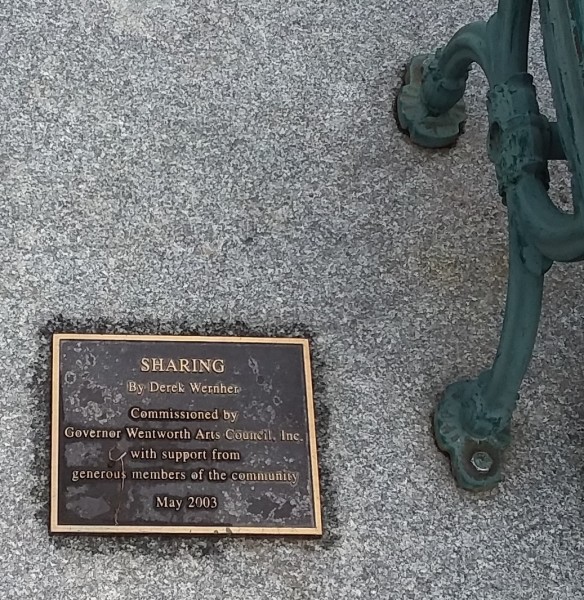 SHARING
By Derek Wernher
Commissioned by
Governor Wentworth Arts Council, Inc.
with support from
generous members of the community
May 2003